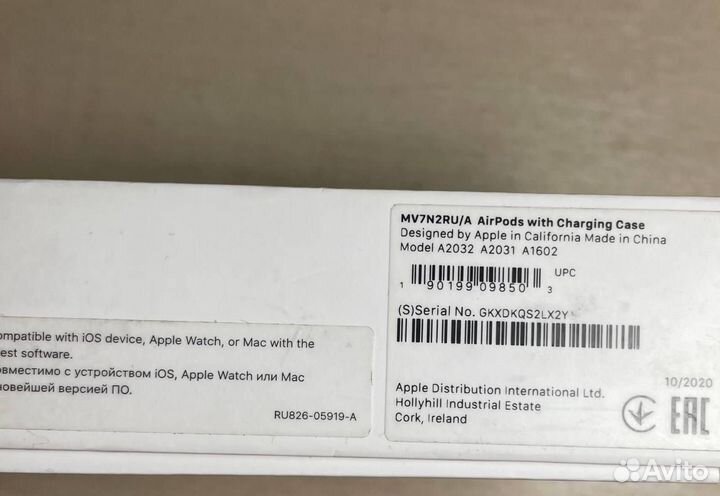 MV7N2RU/A AirPods with Charging Case
Designed by Apple in California Made in China
Model A2032 A2031 A1602
UPC
1 90199 09850 3
(S)Serial No. GKXDKQS2LX2Y
Apple Distribution International Ltd.
Hollyhill Industrial Estate
Cork, Ireland
10/2020
EAC
ompatible with iOS device, Apple Watch, or Mac with the
est software.
овместимо с устройством iOS, Apple Watch или Mac
новейшей версией ПО.
RU826-05919-A
Avito